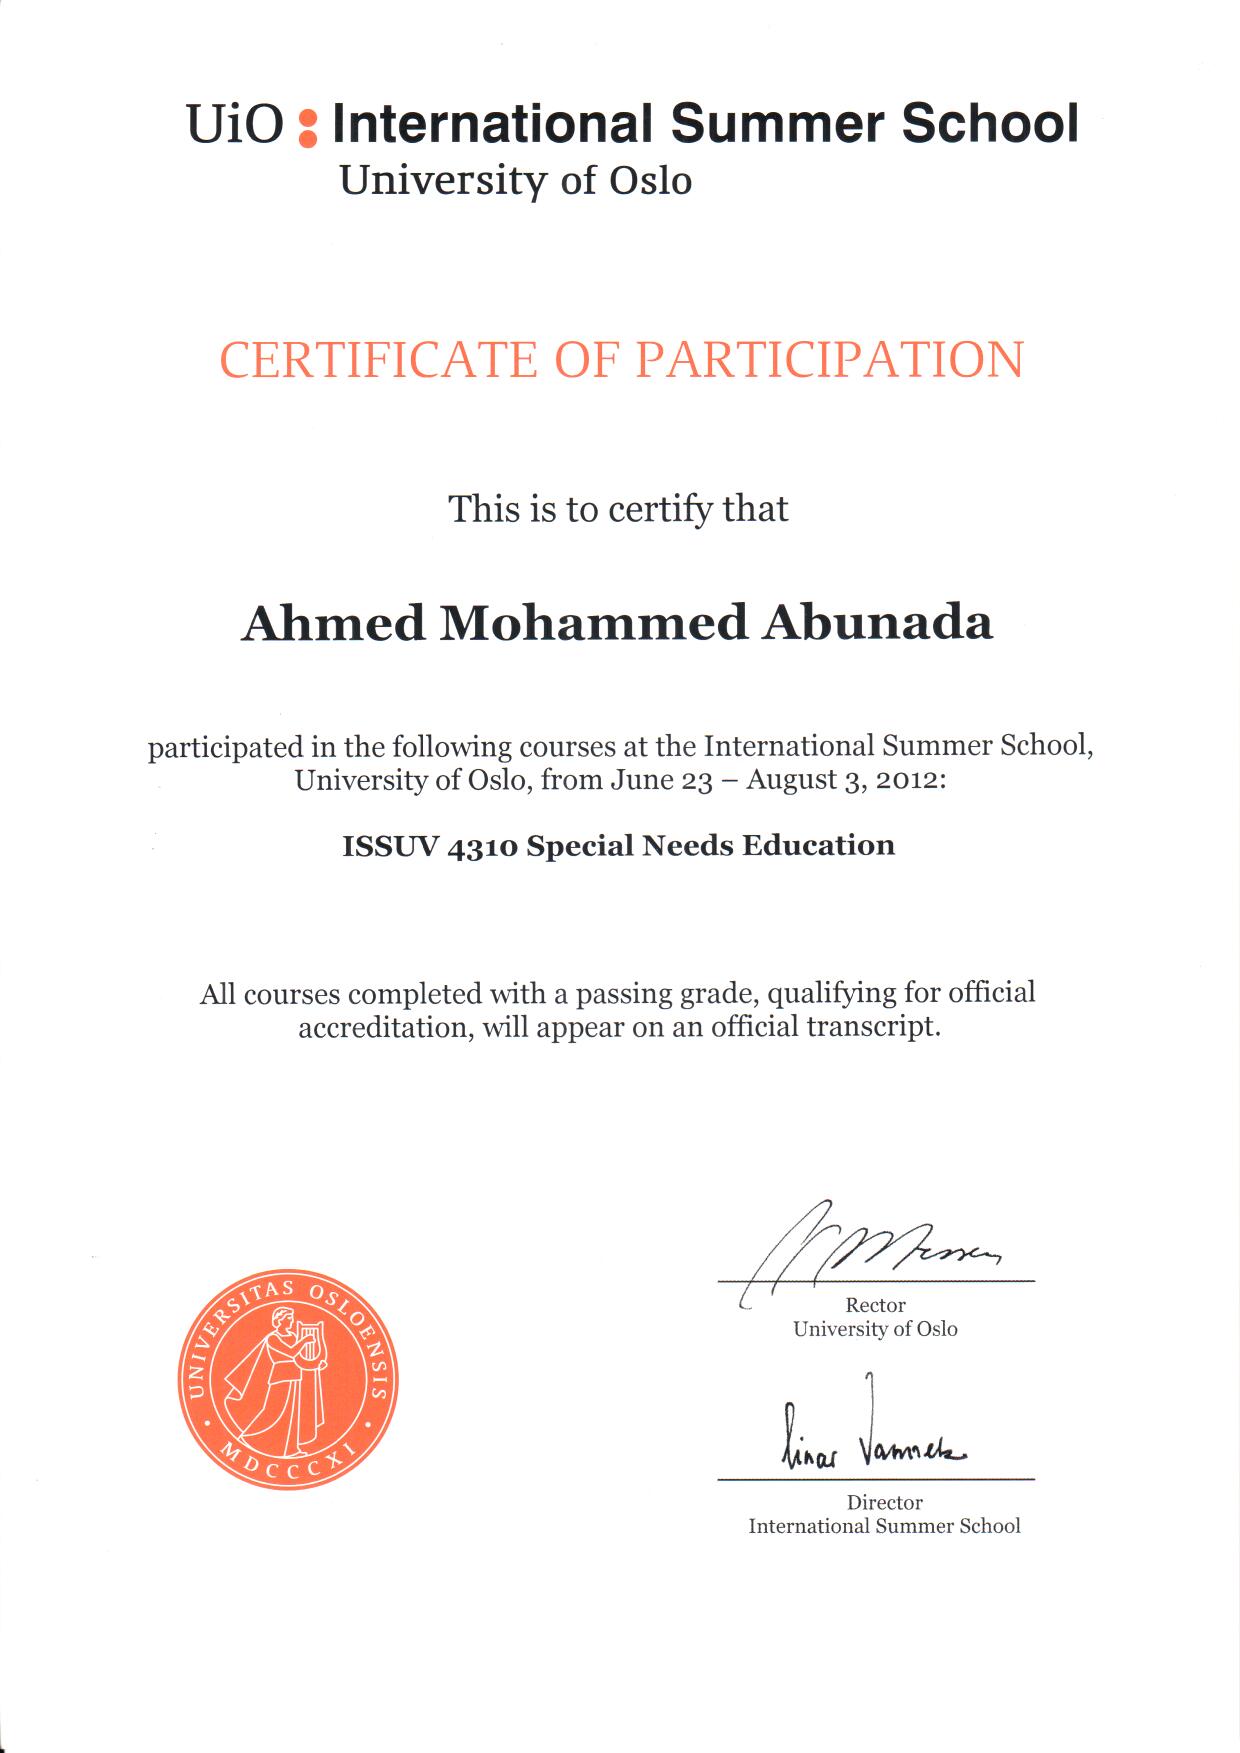 UiO : International Summer School
University of Oslo
CERTIFICATE OF PARTICIPATION
This is to certify that
Ahmed Mohammed Abunada
participated in the following courses at the International Summer School,
University of Oslo, from June 23 – August 3, 2012:
ISSUV 4310 Special Needs Education
All courses completed with a passing grade, qualifying for official
accreditation, will appear on an official transcript.
Rector
University of Oslo
Director
International Summer School
UNIVERSITAS OSLOENSIS
MDCCCXI